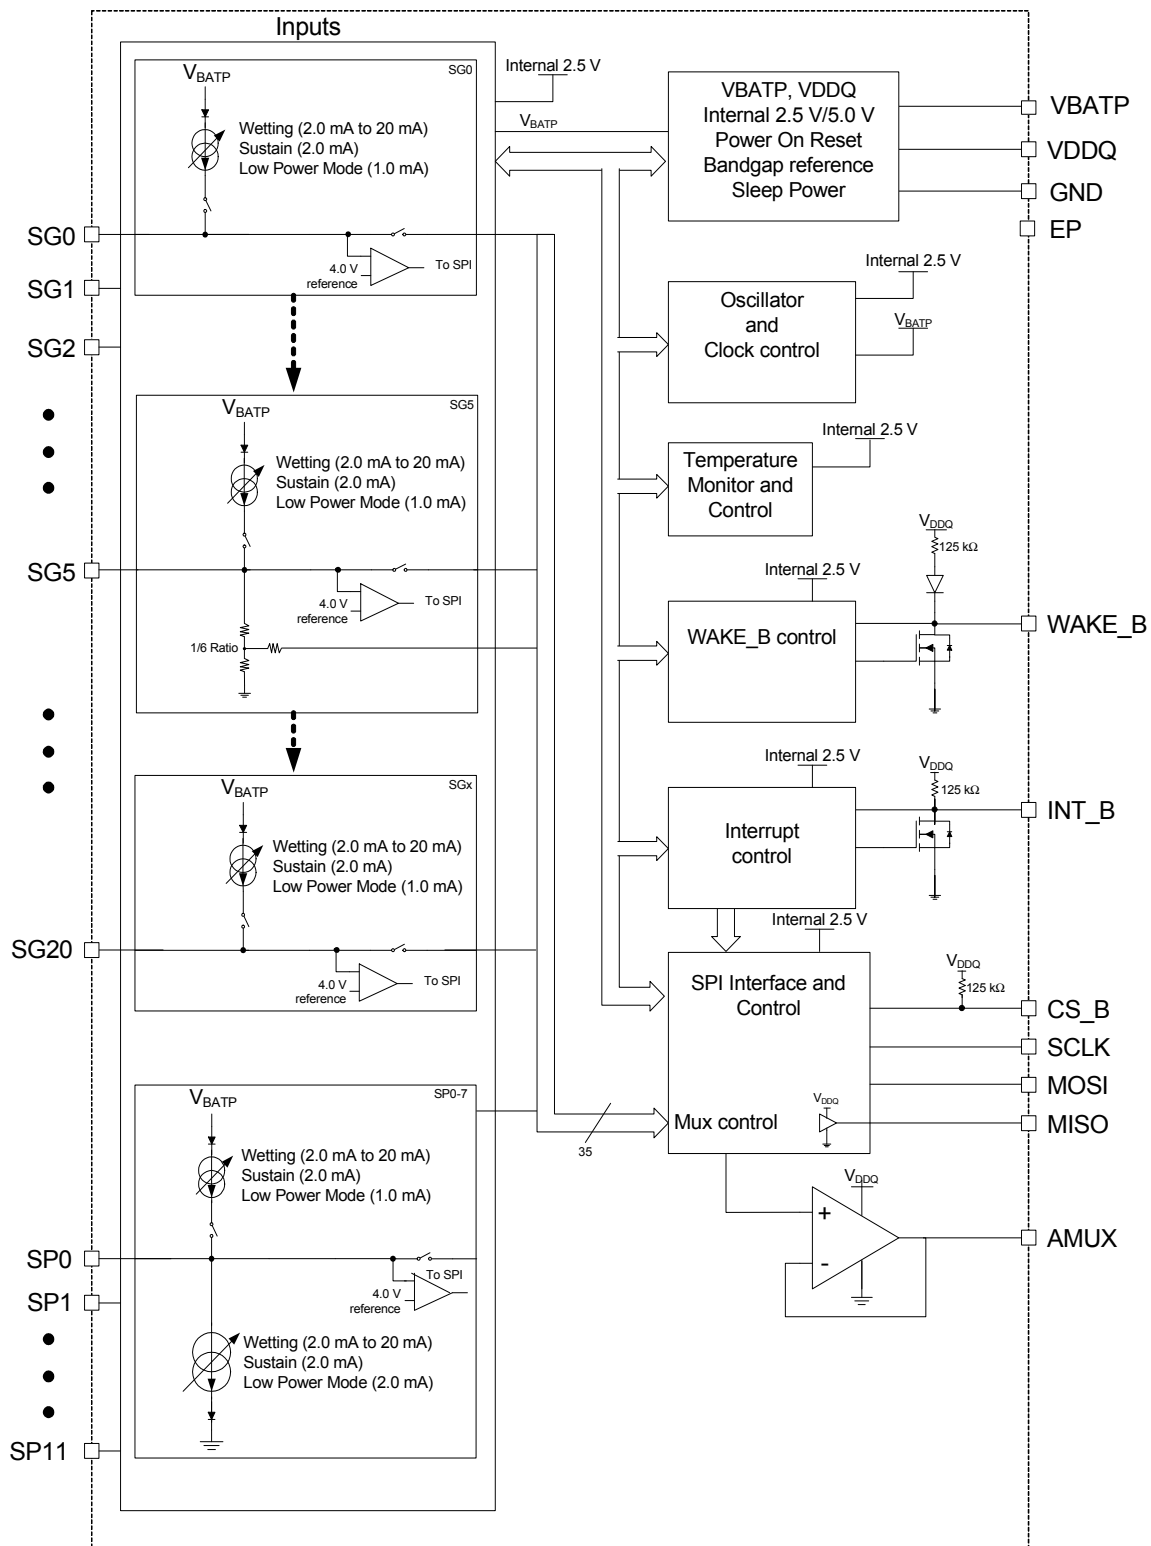 Inputs
SG0
VBATP
Wetting (2.0 mA to 20 mA)
Sustain (2.0 mA)
Low Power Mode (1.0 mA)
4.0 V
reference
To SPI
SG0
SG1
SG2
SG5
VBATP
Wetting (2.0 mA to 20 mA)
Sustain (2.0 mA)
Low Power Mode (1.0 mA)
4.0 V
reference
To SPI
1/6 Ratio
SG5
SGx
VBATP
Wetting (2.0 mA to 20 mA)
Sustain (2.0 mA)
Low Power Mode (1.0 mA)
4.0 V
reference
To SPI
SG20
SP0-7
VBATP
Wetting (2.0 mA to 20 mA)
Sustain (2.0 mA)
Low Power Mode (1.0 mA)
To SPI
4.0 V
reference
Wetting (2.0 mA to 20 mA)
Sustain (2.0 mA)
Low Power Mode (2.0 mA)
SP0
SP1
SP11
Internal 2.5 V
VBATP
VBATP, VDDQ
Internal 2.5 V/5.0 V
Power On Reset
Bandgap reference
Sleep Power
VBATP
VDDQ
GND
EP
Internal 2.5 V
Oscillator
and
Clock control
VBATP
Internal 2.5 V
Temperature
Monitor and
Control
Internal 2.5 V
WAKE_B control
VDDQ
125 kΩ
WAKE_B
Internal 2.5 V
Interrupt
control
VDDQ
125 kΩ
INT_B
Internal 2.5 V
SPI Interface and
Control
VDDQ
125 kΩ
CS_B
SCLK
MOSI
VDDQ
MISO
Mux control
35
VDDQ
+
-
AMUX